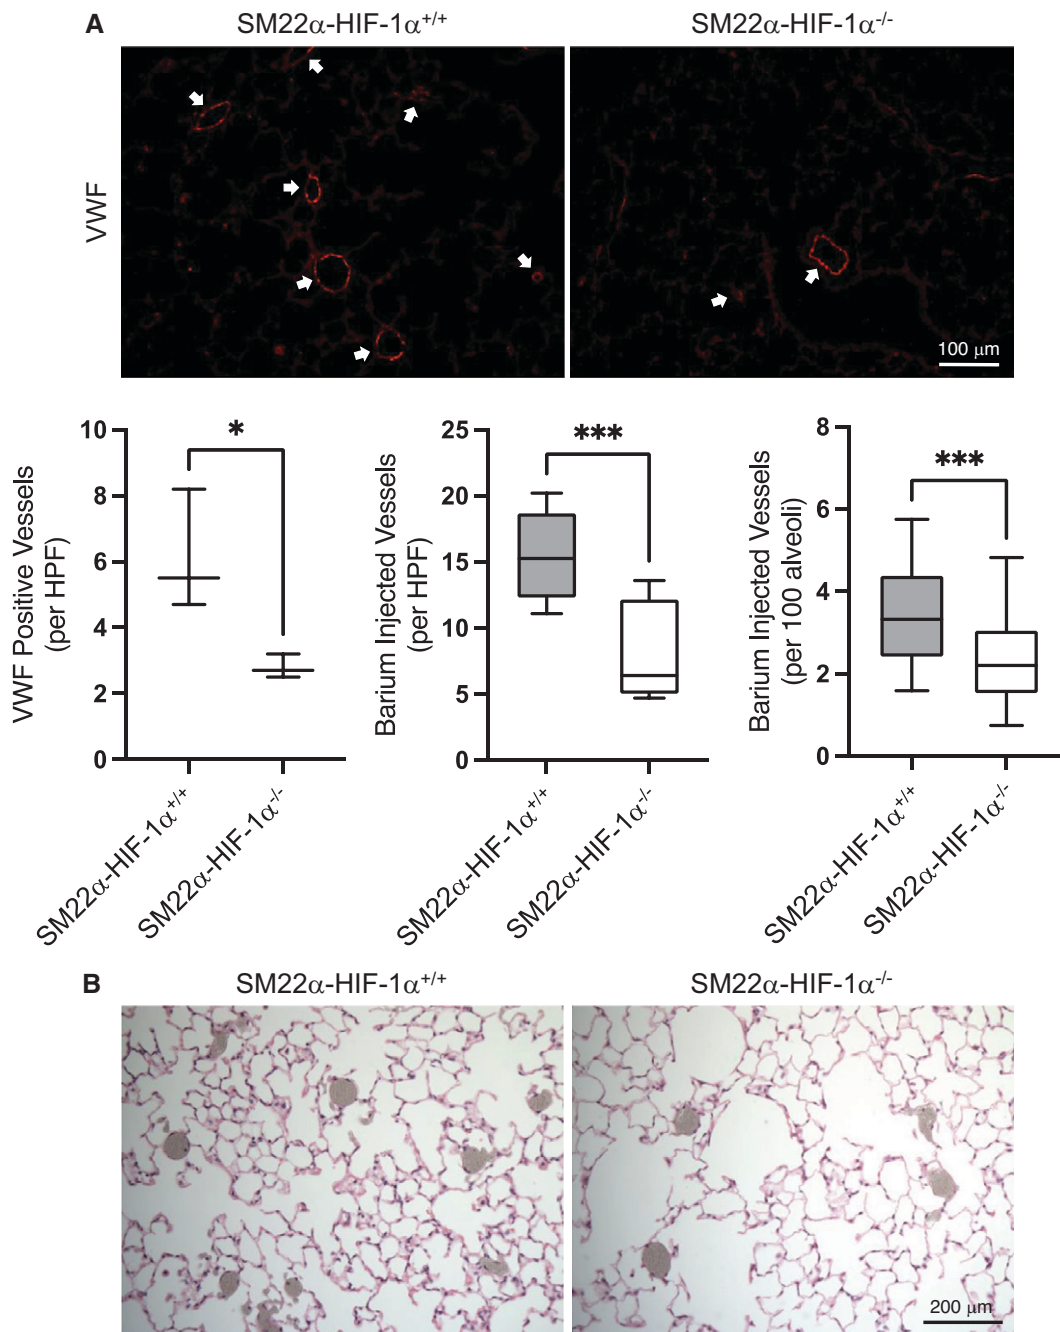 A
SM22α-HIF-1α+/+
SM22α-HIF-1α-/-
VWF
100 μm
VWF Positive Vessels
(per HPF)
10
8
6
4
2
0
*
SM22α-HIF-1α+/+
SM22α-HIF-1α-/-
Barium Injected Vessels
(per HPF)
25
20
15
10
5
0
***
SM22α-HIF-1α+/+
SM22α-HIF-1α-/-
Barium Injected Vessels
(per 100 alveoli)
8
6
4
2
0
***
SM22α-HIF-1α+/+
SM22α-HIF-1α-/-
B
SM22α-HIF-1α+/+
SM22α-HIF-1α-/-
200 μm